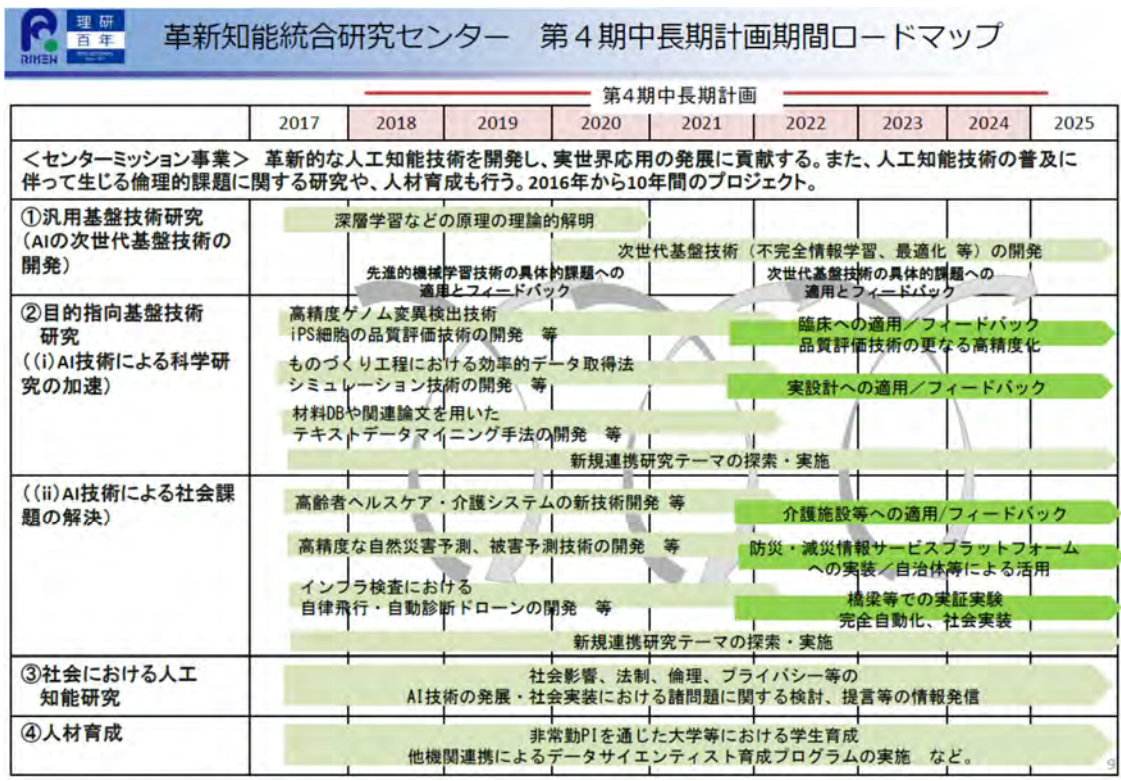 RIKEN
理研
百年
革新知能統合研究センター　第４期中長期計画期間ロードマップ
第4期中長期計画
2017 2018 2019 2020 2021 2022 2023 2024 2025
＜センターミッション事業＞　革新的な人工知能技術を開発し、実世界応用の発展に貢献する。また、人工知能技術の普及に
伴って生じる倫理的課題に関する研究や、人材育成も行う。2016年から10年間のプロジェクト。
①汎用基盤技術研究
（AIの次世代基盤技術の
開発）
深層学習などの原理の理論的解明
次世代基盤技術（不完全情報学習、最適化 等）の開発
先進的機械学習技術の具体的課題への
適用とフィードバック
次世代基盤技術の具体的課題への
適用とフィードバック
②目的指向基盤技術
研究
（(i)AI技術による科学研
究の加速）
高精度ゲノム変異検出技術
iPS細胞の品質評価技術の開発　等
臨床への適用／フィードバック
品質評価技術の更なる高精度化
ものづくり工程における効率的データ取得法
シミュレーション技術の開発　等
実設計への適用／フィードバック
材料DBや関連論文を用いた
テキストデータマイニング手法の開発　等
新規連携研究テーマの探索・実施
（(ii)AI技術による社会課
題の解決）
高齢者ヘルスケア・介護システムの新技術開発 等
介護施設等への適用/フィードバック
高精度な自然災害予測、被害予測技術の開発　等
防災・減災情報サービスプラットフォーム
への実装／自治体等による活用
インフラ検査における
自律飛行・自動診断ドローンの開発　等
橋梁等での実証実験
完全自動化、社会実装
新規連携研究テーマの探索・実施
③社会における人工
知能研究
社会影響、法制、倫理、プライバシー等の
AI技術の発展・社会実装における諸問題に関する検討、提言等の情報発信
④人材育成
非常勤PIを通じた大学等における学生育成
他機関連携によるデータサイエンティスト育成プログラムの実施　など。
9